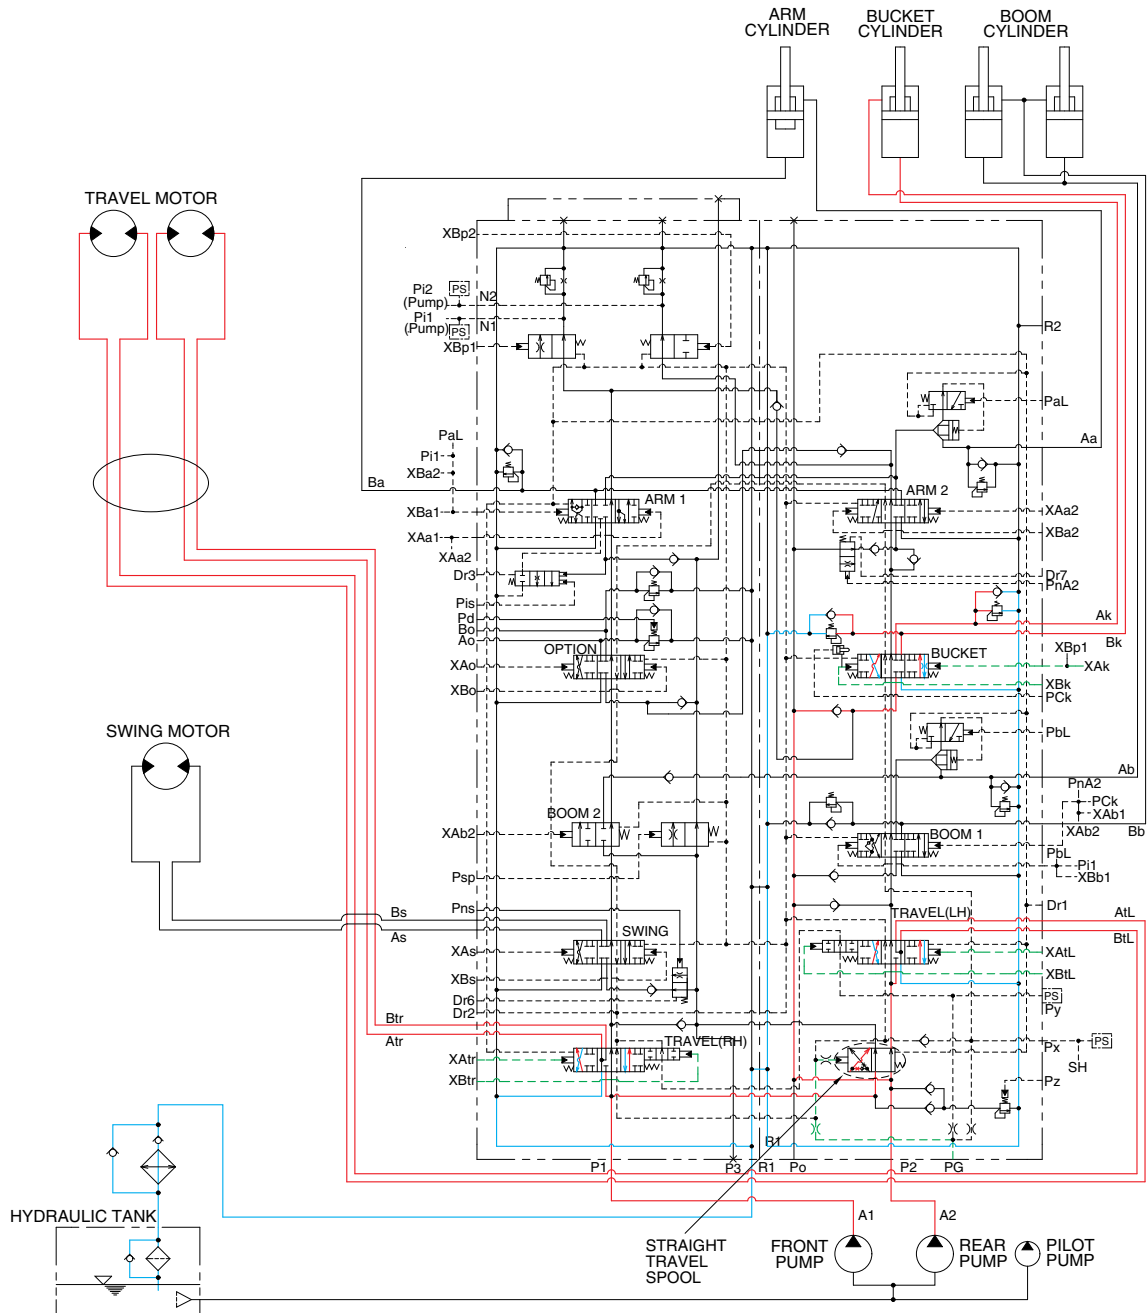 ARM
CYLINDER
BUCKET
CYLINDER
BOOM
CYLINDER
TRAVEL MOTOR
XBp2
Pi2
(Pump)
PS
N2
Pi1
(Pump)
PS
N1
XBp1
R2
PaL
Aa
PaL
Pi1
XBa2
Ba
ARM 1
ARM 2
XBa1
XAa2
XAa1
XBa2
XAa2
Dr3
Dr7
PnA2
Pis
Pd
Bo
Ao
Ak
Bk
OPTION
BUCKET
XBp1
XAo
XAk
XBo
XBk
PCk
SWING MOTOR
PbL
Ab
PnA2
PCk
XAb1
BOOM 2
BOOM 1
XAb2
XAb2
Bb
PbL
Pi1
XBb1
Psp
Pns
Dr1
Bs
As
TRAVEL(LH)
AtL
BtL
SWING
XAs
XAtL
XBs
XBtL
Dr6
Dr2
PS
Py
Btr
Atr
TRAVEL(RH)
Px
PS
XAtr
SH
XBtr
Pz
R1
P1
P3
R1
Po
P2
PG
HYDRAULIC TANK
A1
A2
STRAIGHT
TRAVEL
SPOOL
FRONT
PUMP
REAR
PUMP
PILOT
PUMP